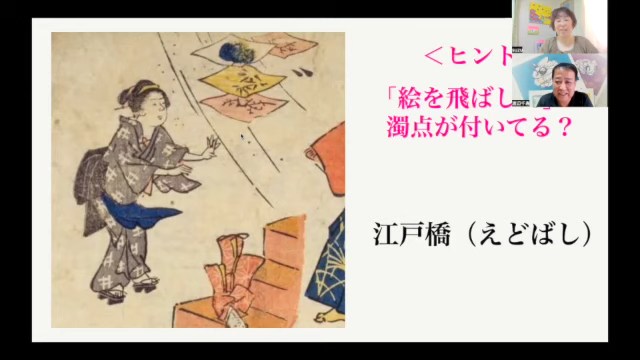 ＜ヒント
「絵を飛ばし
濁点が付いてる？
江戸橋（えどばし）